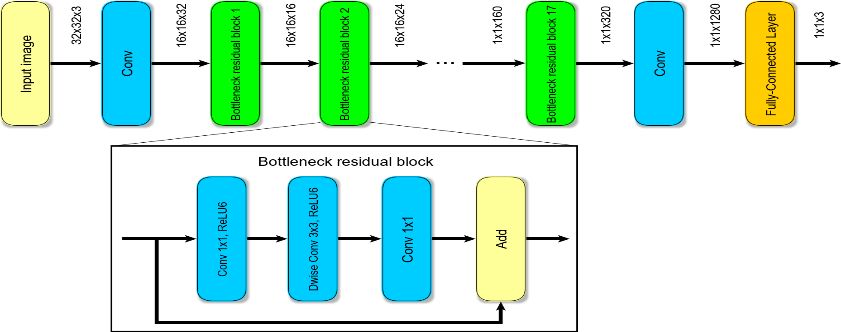 Input image
32x32x3
Conv
16x16x32
Bottleneck residual block 1
16x16x16
Bottleneck residual block 2
16x16x24
...
1x1x160
Bottleneck residual block 17
1x1x320
Conv
1x1x1280
Fully-Connected Layer
1x1x3
Bottleneck residual block
Conv 1x1, ReLU6
Dwise Conv 3x3, ReLU6
Conv 1x1
Add